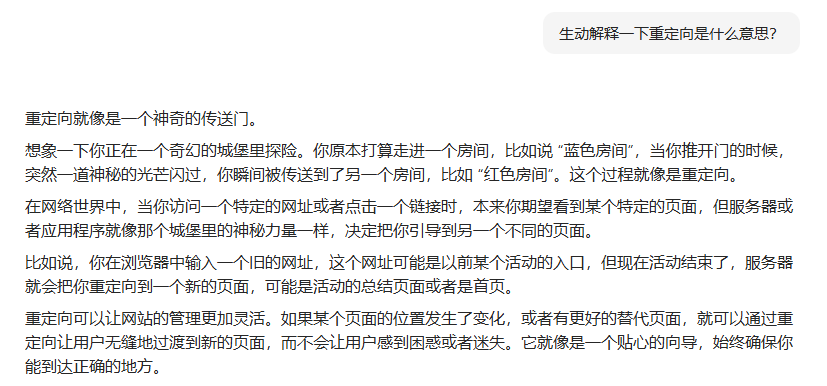 生动解释一下重定向是什么意思？
重定向就像是一个神奇的传送门。
想象一下你正在一个奇幻的城堡里探险。你原本打算走进一个房间，比如说 “蓝色房间”，当你推开门的时候，
突然一道神秘的光芒闪过，你瞬间被传送到了另一个房间，比如 “红色房间”。这个过程就像是重定向。
在网络世界中，当你访问一个特定的网址或者点击一个链接时，本来你期望看到某个特定的页面，但服务器或
者应用程序就像那个城堡里的神秘力量一样，决定把你引导到另一个不同的页面。
比如说，你在浏览器中输入一个旧的网址，这个网址可能是以前某个活动的入口，但现在活动结束了，服务器
就会把你重定向到一个新的页面，可能是活动的总结页面或者是首页。
重定向可以让网站的管理更加灵活。如果某个页面的位置发生了变化，或者有更好的替代页面，就可以通过重
定向让用户无缝地过渡到新的页面，而不会让用户感到困惑或者迷失。它就像是一个贴心的向导，始终确保你
能到达正确的地方。